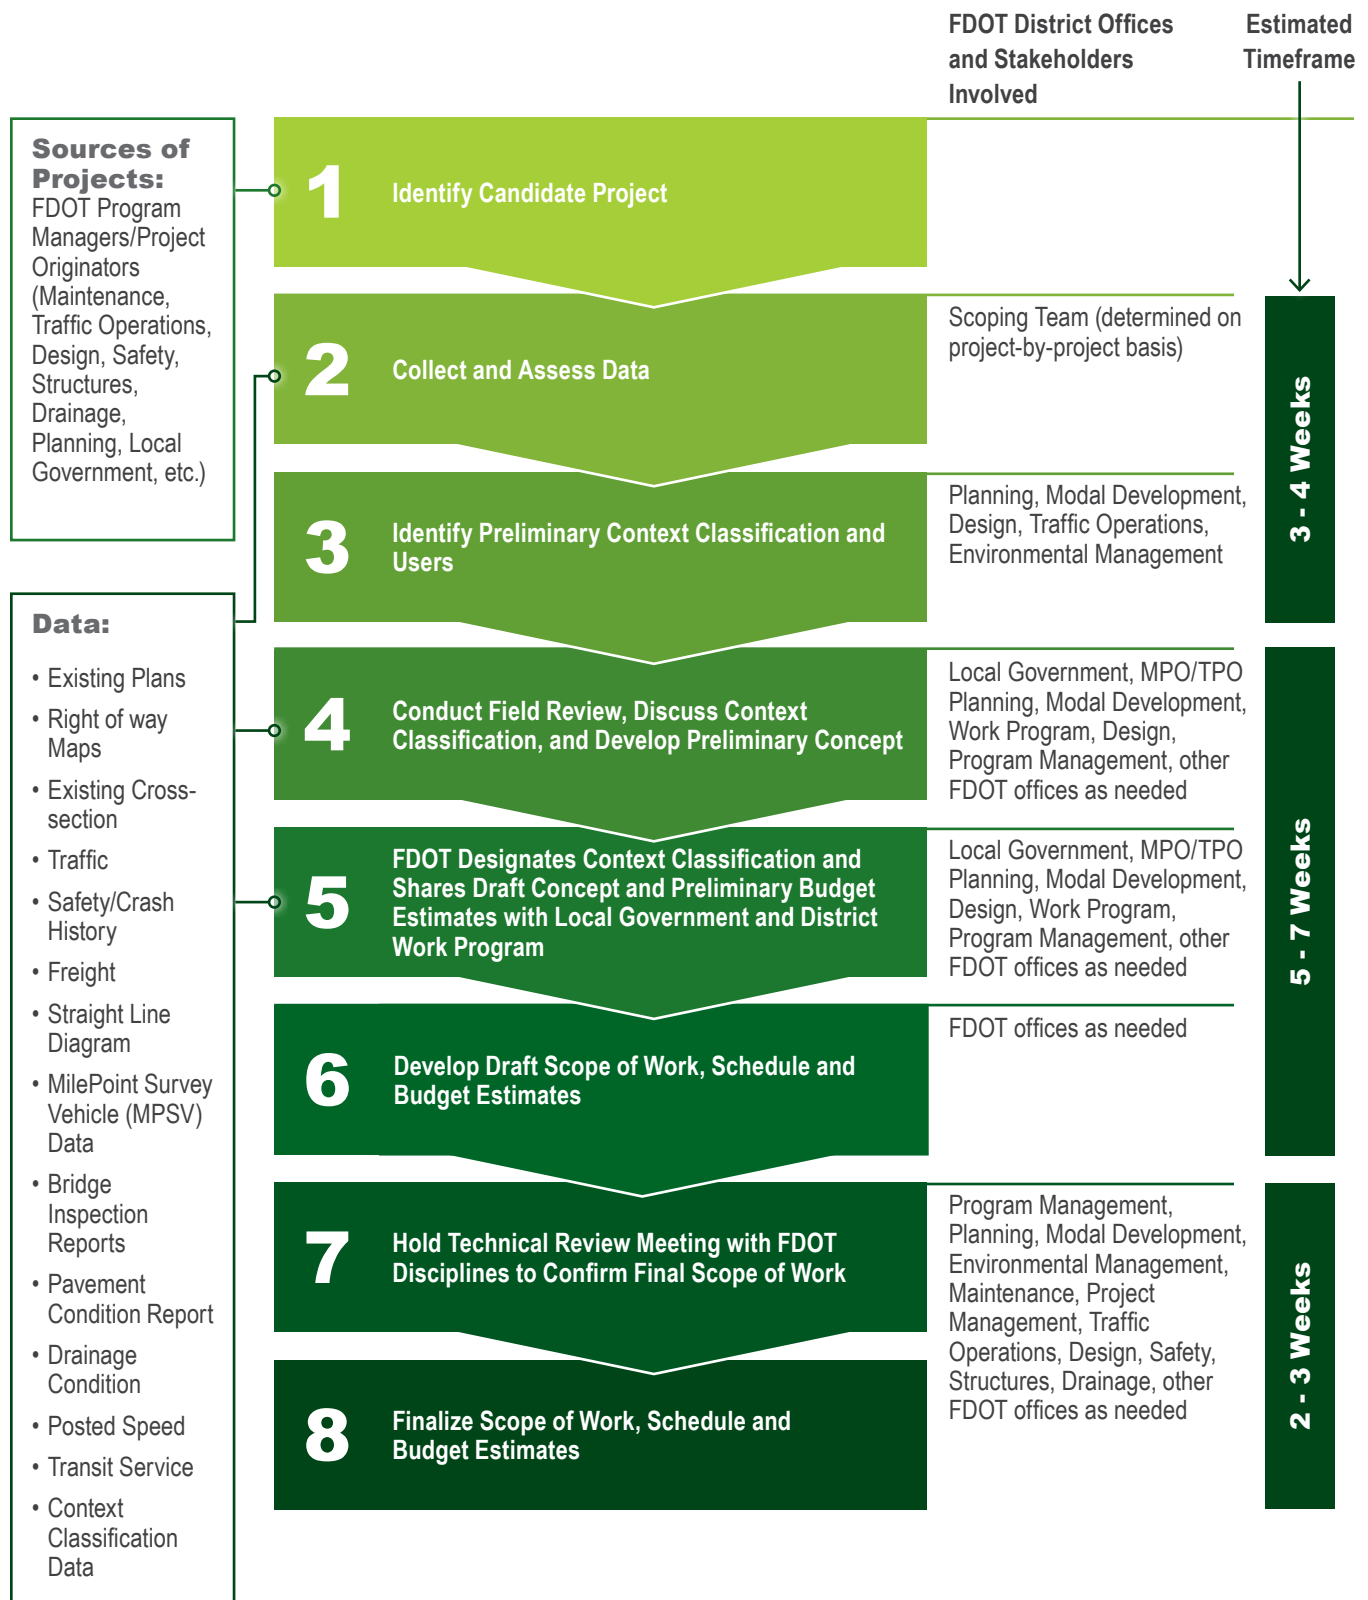 FDOT District Offices
and Stakeholders
Involved
Estimated
Timeframe
Sources of
Projects:
FDOT Program
Managers/Project
Originators
(Maintenance,
Traffic Operations,
Design, Safety,
Structures,
Drainage,
Planning, Local
Government, etc.)
1
Identify Candidate Project
2
Collect and Assess Data
Scoping Team (determined on
project-by-project basis)
3
Identify Preliminary Context Classification and
Users
Planning, Modal Development,
Design, Traffic Operations,
Environmental Management
3 - 4 Weeks
Data:
• Existing Plans
• Right of way
Maps
• Existing Cross-
section
• Traffic
• Safety/Crash
History
• Freight
• Straight Line
Diagram
• MilePoint Survey
Vehicle (MPSV)
Data
• Bridge
Inspection
Reports
• Pavement
Condition Report
• Drainage
Condition
• Posted Speed
• Transit Service
• Context
Classification
Data
4
Conduct Field Review, Discuss Context
Classification, and Develop Preliminary Concept
Local Government, MPO/TPO
Planning, Modal Development,
Work Program, Design,
Program Management, other
FDOT offices as needed
5
FDOT Designates Context Classification and
Shares Draft Concept and Preliminary Budget
Estimates with Local Government and District
Work Program
Local Government, MPO/TPO
Planning, Modal Development,
Design, Work Program,
Program Management, other
FDOT offices as needed
6
Develop Draft Scope of Work, Schedule and
Budget Estimates
FDOT offices as needed
5 - 7 Weeks
7
Hold Technical Review Meeting with FDOT
Disciplines to Confirm Final Scope of Work
Program Management,
Planning, Modal Development,
Environmental Management,
Maintenance, Project
Management, Traffic
Operations, Design, Safety,
Structures, Drainage, other
FDOT offices as needed
8
Finalize Scope of Work, Schedule and
Budget Estimates
2 - 3 Weeks